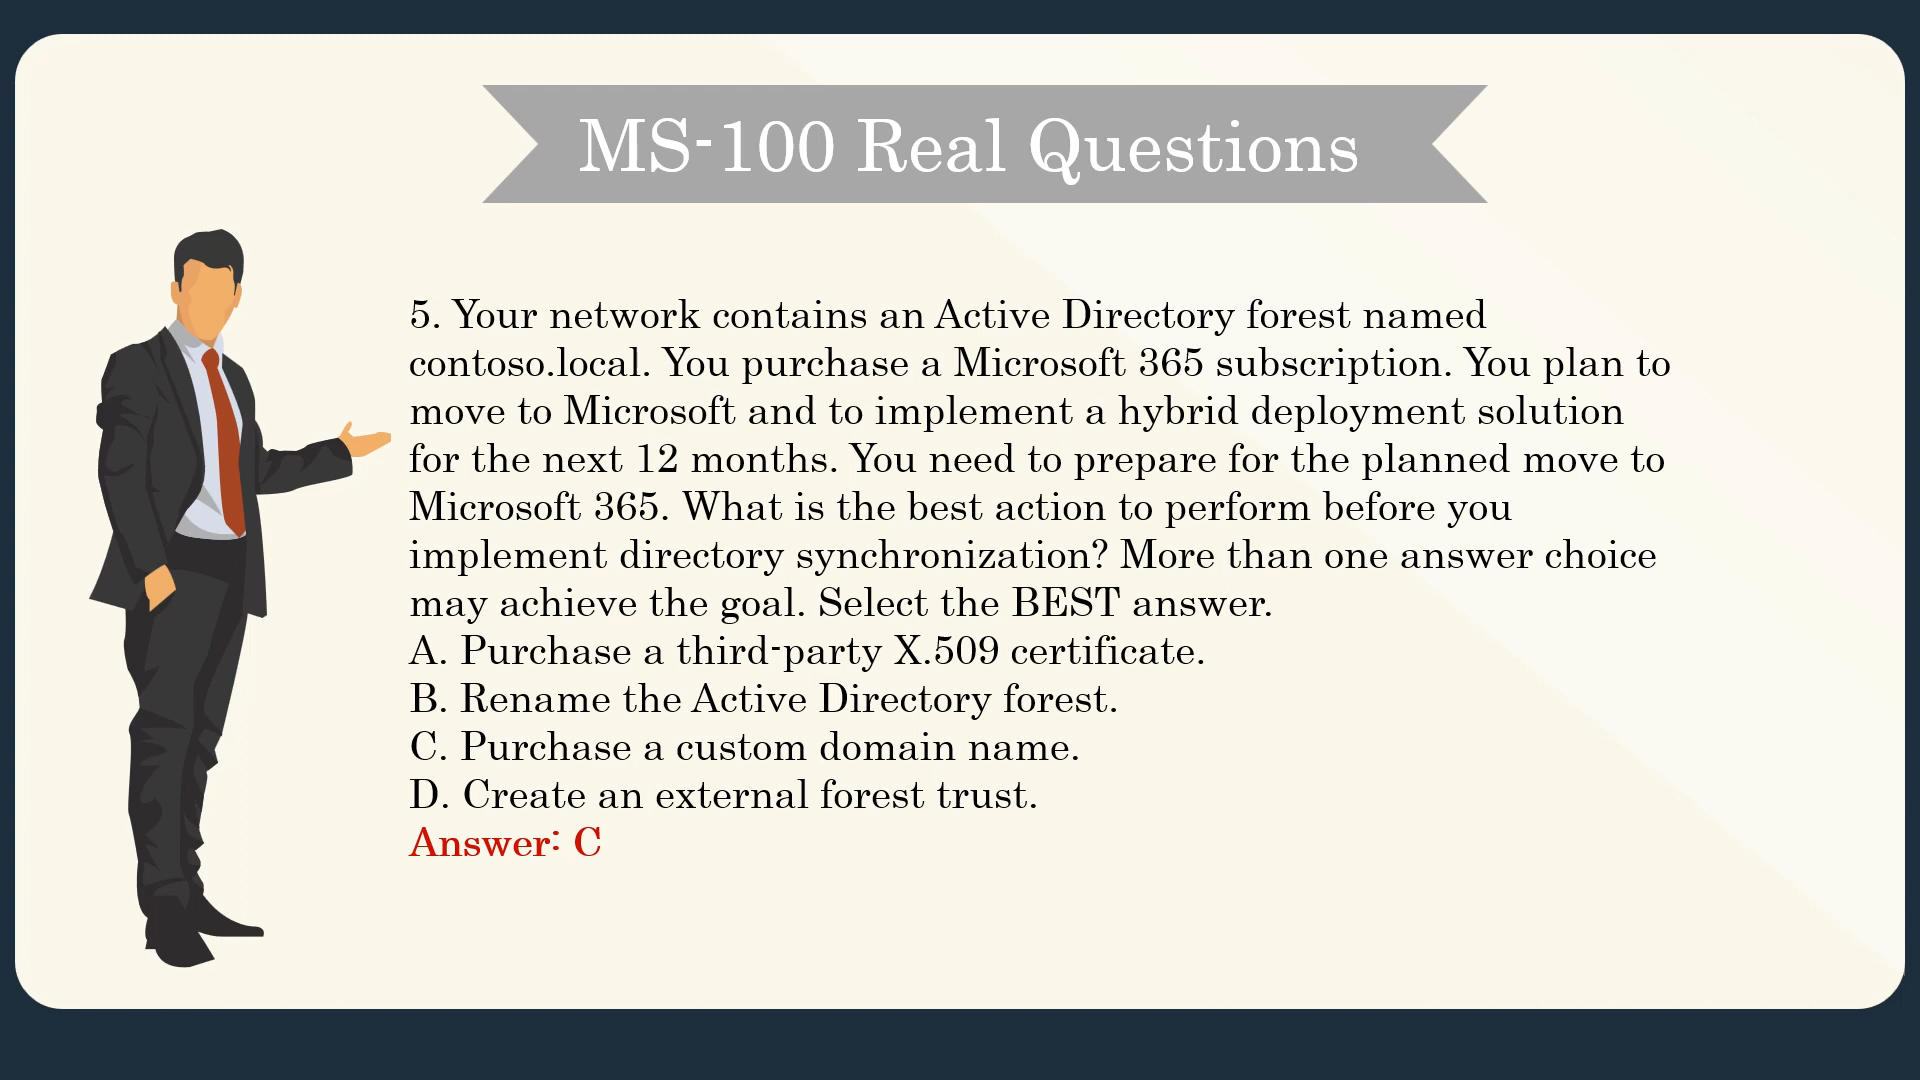 MS-100 Real Questions
5. Your network contains an Active Directory forest named
contoso.local. You purchase a Microsoft 365 subscription. You plan to
move to Microsoft and to implement a hybrid deployment solution
for the next 12 months. You need to prepare for the planned move to
Microsoft 365. What is the best action to perform before you
implement directory synchronization? More than one answer choice
may achieve the goal. Select the BEST answer.
A. Purchase a third-party X.509 certificate.
B. Rename the Active Directory forest.
C. Purchase a custom domain name.
D. Create an external forest trust.
Answer: C